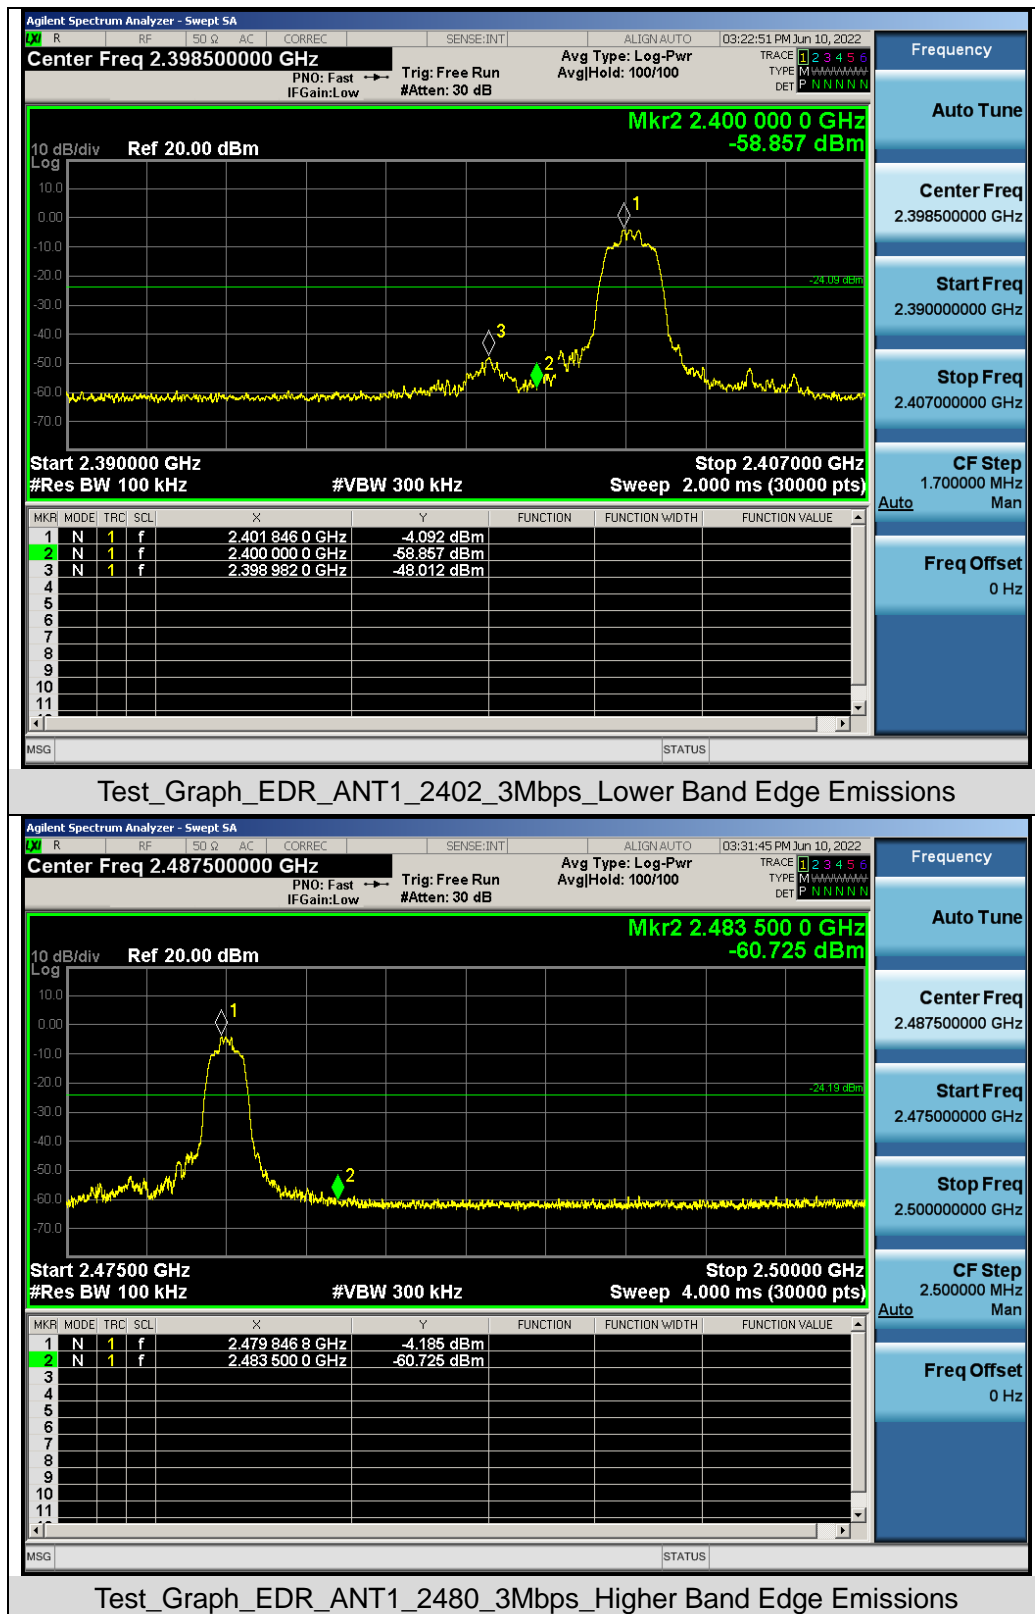 Agilent Spectrum Analyzer - Swept SA
LXI R RF 50 Ω AC CORREC SENSE:INT ALIGN AUTO 03:22:51 PM Jun 10, 2022
Center Freq 2.398500000 GHz
PNO: Fast
IFGain:Low
Trig: Free Run
#Atten: 30 dB
Avg Type: Log-Pwr
Avg|Hold: 100/100
TRACE 1 2 3 4 5 6
TYPE M WWWWW
DET P N N N N N
Frequency
Auto Tune
Center Freq
2.398500000 GHz
Start Freq
2.390000000 GHz
Stop Freq
2.407000000 GHz
CF Step
1.700000 MHz
Auto Man
Freq Offset
0 Hz
Mkr2 2.400 000 0 GHz
-58.857 dBm
10 dB/div Ref 20.00 dBm
Log
10.0
0.00
-10.0
-20.0
-30.0
-40.0
-50.0
-60.0
-70.0
1
2
3
-24.09 dBm
Start 2.390000 GHz Stop 2.407000 GHz
#Res BW 100 kHz #VBW 300 kHz Sweep 2.000 ms (30000 pts)
MKR MODE TRC SCL X Y FUNCTION FUNCTION WIDTH FUNCTION VALUE
1 N 1 f 2.401 846 0 GHz -4.092 dBm
2 N 1 f 2.400 000 0 GHz -58.857 dBm
3 N 1 f 2.398 982 0 GHz -48.012 dBm
4
5
6
7
8
9
10
11
MSG STATUS
Test_Graph_EDR_ANT1_2402_3Mbps_Lower Band Edge Emissions
Agilent Spectrum Analyzer - Swept SA
LXI R RF 50 Ω AC CORREC SENSE:INT ALIGN AUTO 03:31:45 PM Jun 10, 2022
Center Freq 2.487500000 GHz
PNO: Fast
IFGain:Low
Trig: Free Run
#Atten: 30 dB
Avg Type: Log-Pwr
Avg|Hold: 100/100
TRACE 1 2 3 4 5 6
TYPE M WWWWW
DET P N N N N N
Frequency
Auto Tune
Center Freq
2.487500000 GHz
Start Freq
2.475000000 GHz
Stop Freq
2.500000000 GHz
CF Step
2.500000 MHz
Auto Man
Freq Offset
0 Hz
Mkr2 2.483 500 0 GHz
-60.725 dBm
10 dB/div Ref 20.00 dBm
Log
10.0
0.00
-10.0
-20.0
-30.0
-40.0
-50.0
-60.0
-70.0
1
2
-24.19 dBm
Start 2.47500 GHz Stop 2.50000 GHz
#Res BW 100 kHz #VBW 300 kHz Sweep 4.000 ms (30000 pts)
MKR MODE TRC SCL X Y FUNCTION FUNCTION WIDTH FUNCTION VALUE
1 N 1 f 2.479 846 8 GHz -4.185 dBm
2 N 1 f 2.483 500 0 GHz -60.725 dBm
3
4
5
6
7
8
9
10
11
MSG STATUS
Test_Graph_EDR_ANT1_2480_3Mbps_Higher Band Edge Emissions